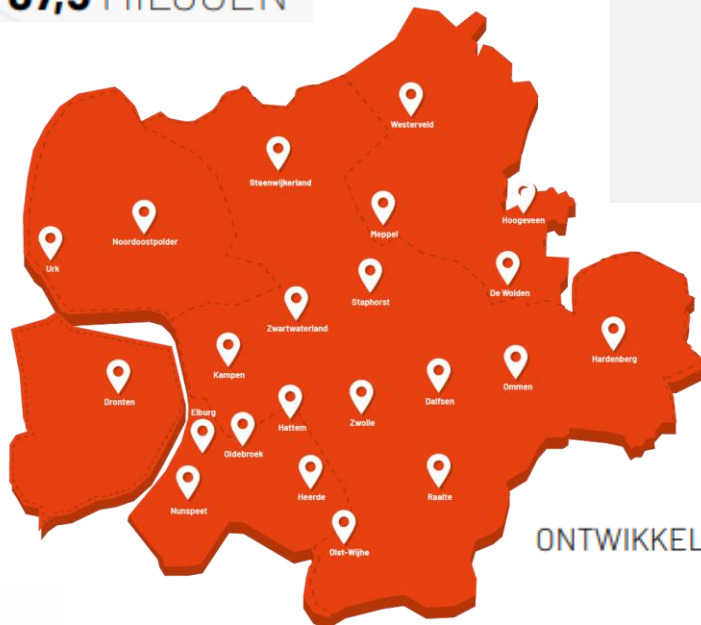 MILJOEN
Westerveld
Steenwijkerland
Hoogeveen
Meppel
Noordoostpolder
Urk
De Wolden
Staphorst
Zwartwaterland
Hardenberg
Kampen
Ommen
Dronten
Dalfsen
Elburg
Hattem
Zwolle
Oldebroek
Heerde
Raalte
Nunspeet
Olst-Wijhe
ONTWIKKEL